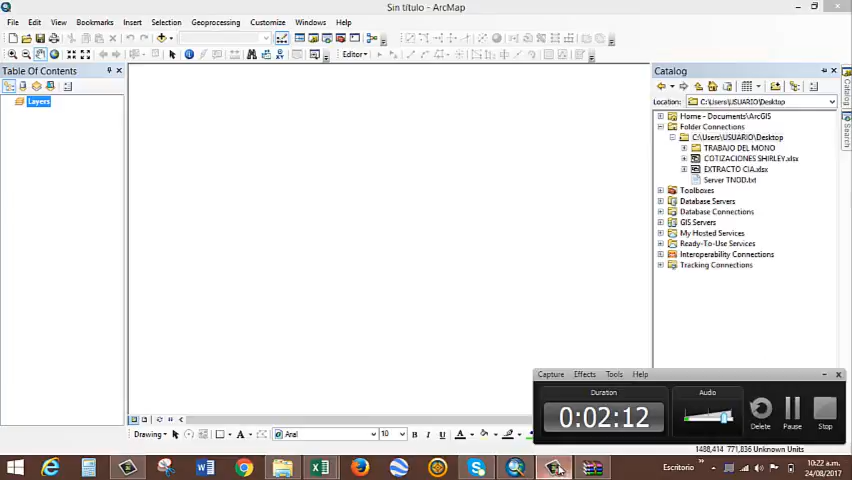 Sin título - ArcMap
File Edit View Bookmarks Insert Selection Geoprocessing Customize Windows Help
Editor
Table Of Contents
Layers
Catalog
Location: C:\Users\USUARIO\Desktop
Home - Documents\ArcGIS
Folder Connections
C:\Users\USUARIO\Desktop
TRABAJO DEL MONO
COTIZACIONES SHIRLEY.xlsx
EXTRACTO CIA.xlsx
Server TNOD.txt
Toolboxes
Database Servers
Database Connections
GIS Servers
My Hosted Services
Ready-To-Use Services
Interoperability Connections
Tracking Connections
Catalog
Search
Capture Effects Tools Help
Duration
0:02:12
Audio
Delete Pause Stop
Drawing Arial 10 B I U A
1488,414 771,836 Unknown Units
Escritorio
10:22 a.m.
24/08/2017